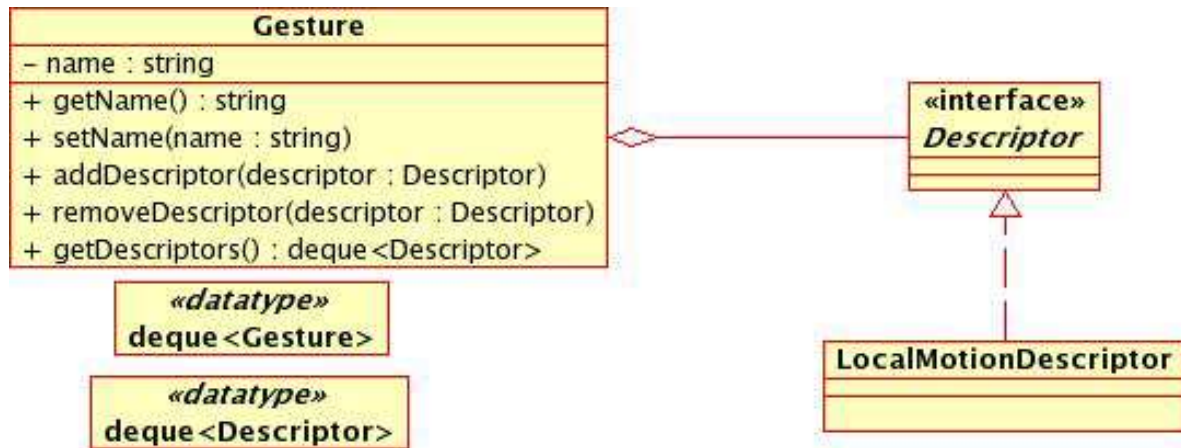 Gesture
- name : string
+ getName() : string
+ setName(name : string)
+ addDescriptor(descriptor : Descriptor)
+ removeDescriptor(descriptor : Descriptor)
+ getDescriptors() : deque<Descriptor>
«interface»
Descriptor
«datatype»
deque<Gesture>
«datatype»
deque<Descriptor>
LocalMotionDescriptor